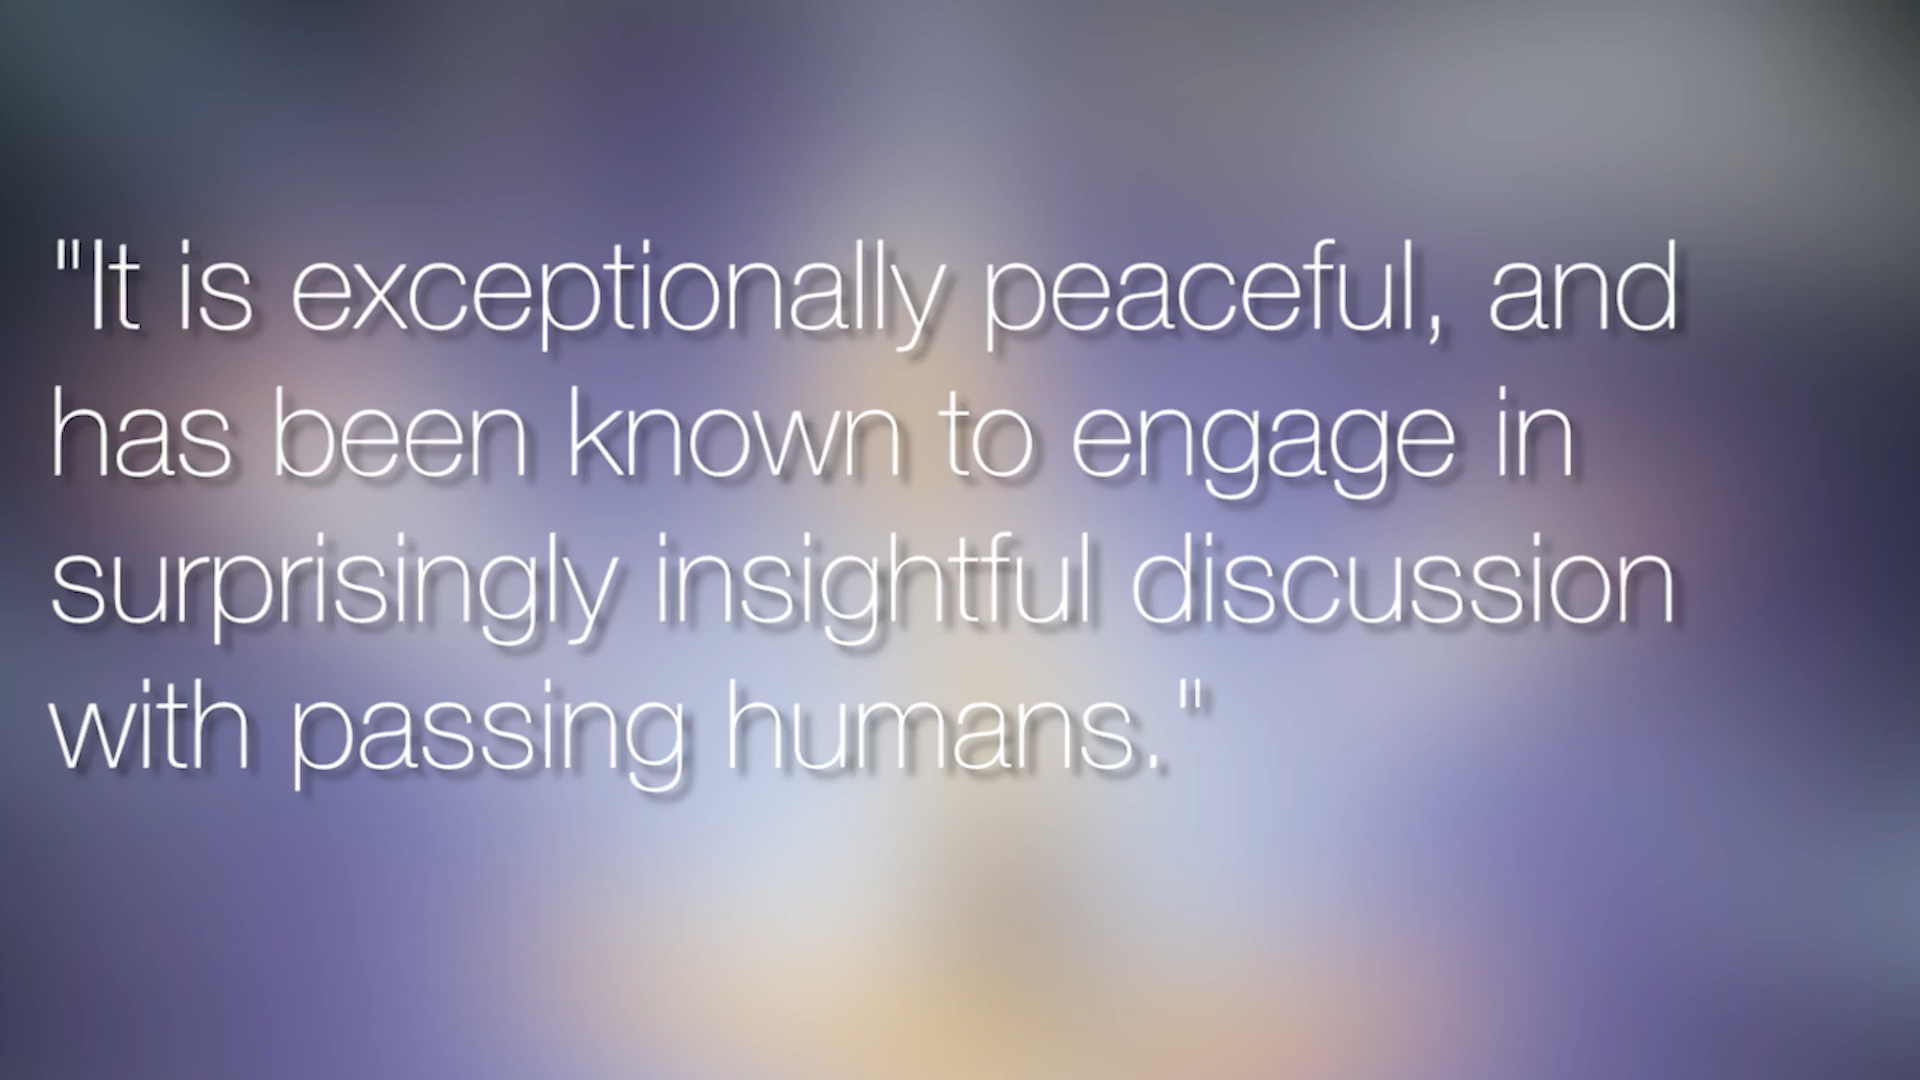 "It is exceptionally peaceful, and
has been known to engage in
surprisingly insightful discussion
with passing humans."